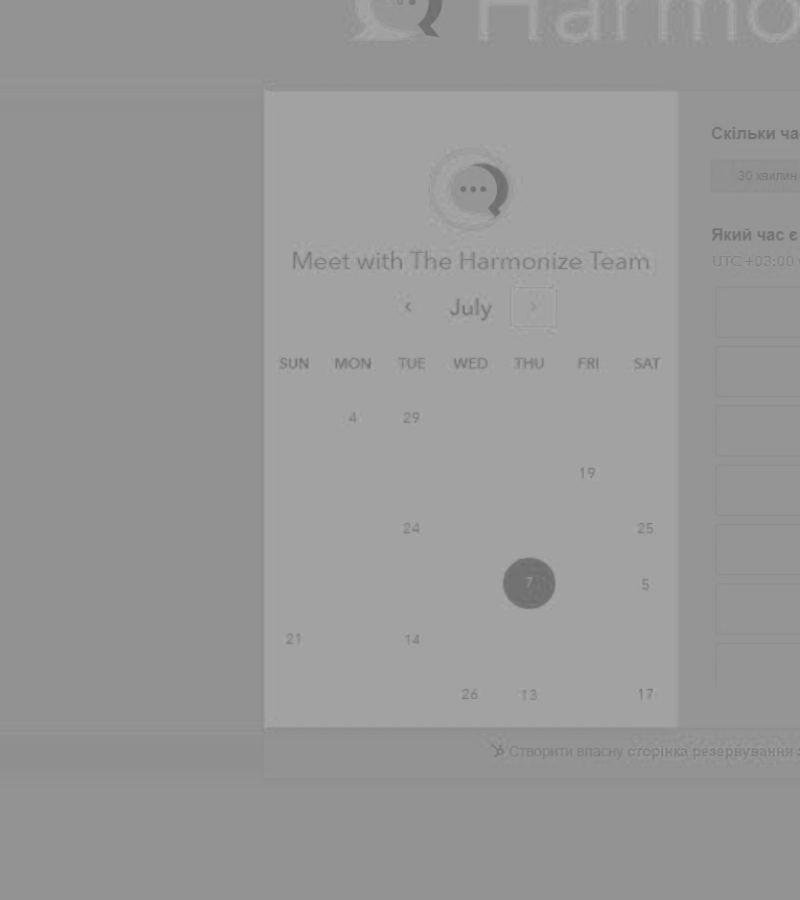 Harmo
Meet with The Harmonize Team
July
SUN MON TUE WED THU FRI SAT
4 29
19
24 25
7 5
21 14
26 13 17
Скільки ча
30 хвилин
Який час є
UTC +03:00
Створити власну сторінка резервування з